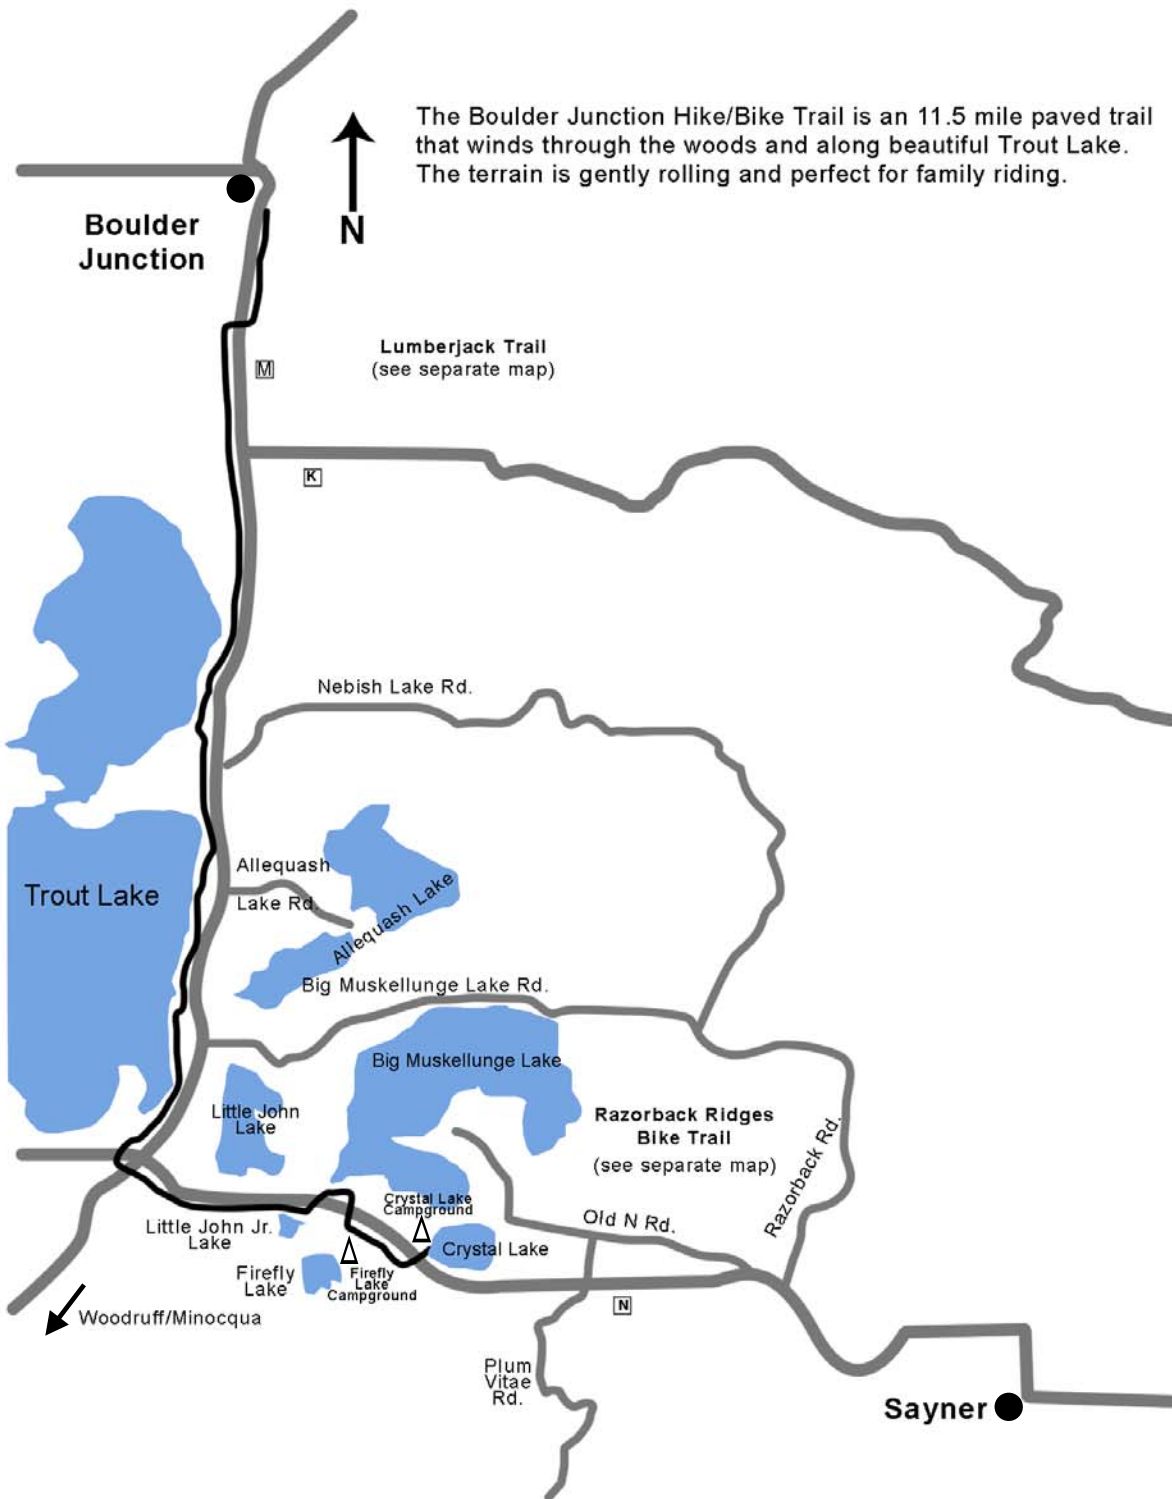 The Boulder Junction Hike/Bike Trail is an 11.5 mile paved trail
that winds through the woods and along beautiful Trout Lake.
The terrain is gently rolling and perfect for family riding.
Boulder
Junction
N
Lumberjack Trail
(see separate map)
M
K
Nebish Lake Rd.
Allequash
Lake Rd.
Trout Lake
Allequash Lake
Big Muskellunge Lake Rd.
Big Muskellunge Lake
Little John
Lake
Razorback Ridges
Bike Trail
(see separate map)
Razorback Rd.
Crystal Lake
Campground
Old N Rd.
Little John Jr.
Lake
Crystal Lake
Firefly
Lake
Firefly
Lake
Campground
N
Woodruff/Minocqua
Plum
Vitae
Rd.
Sayner